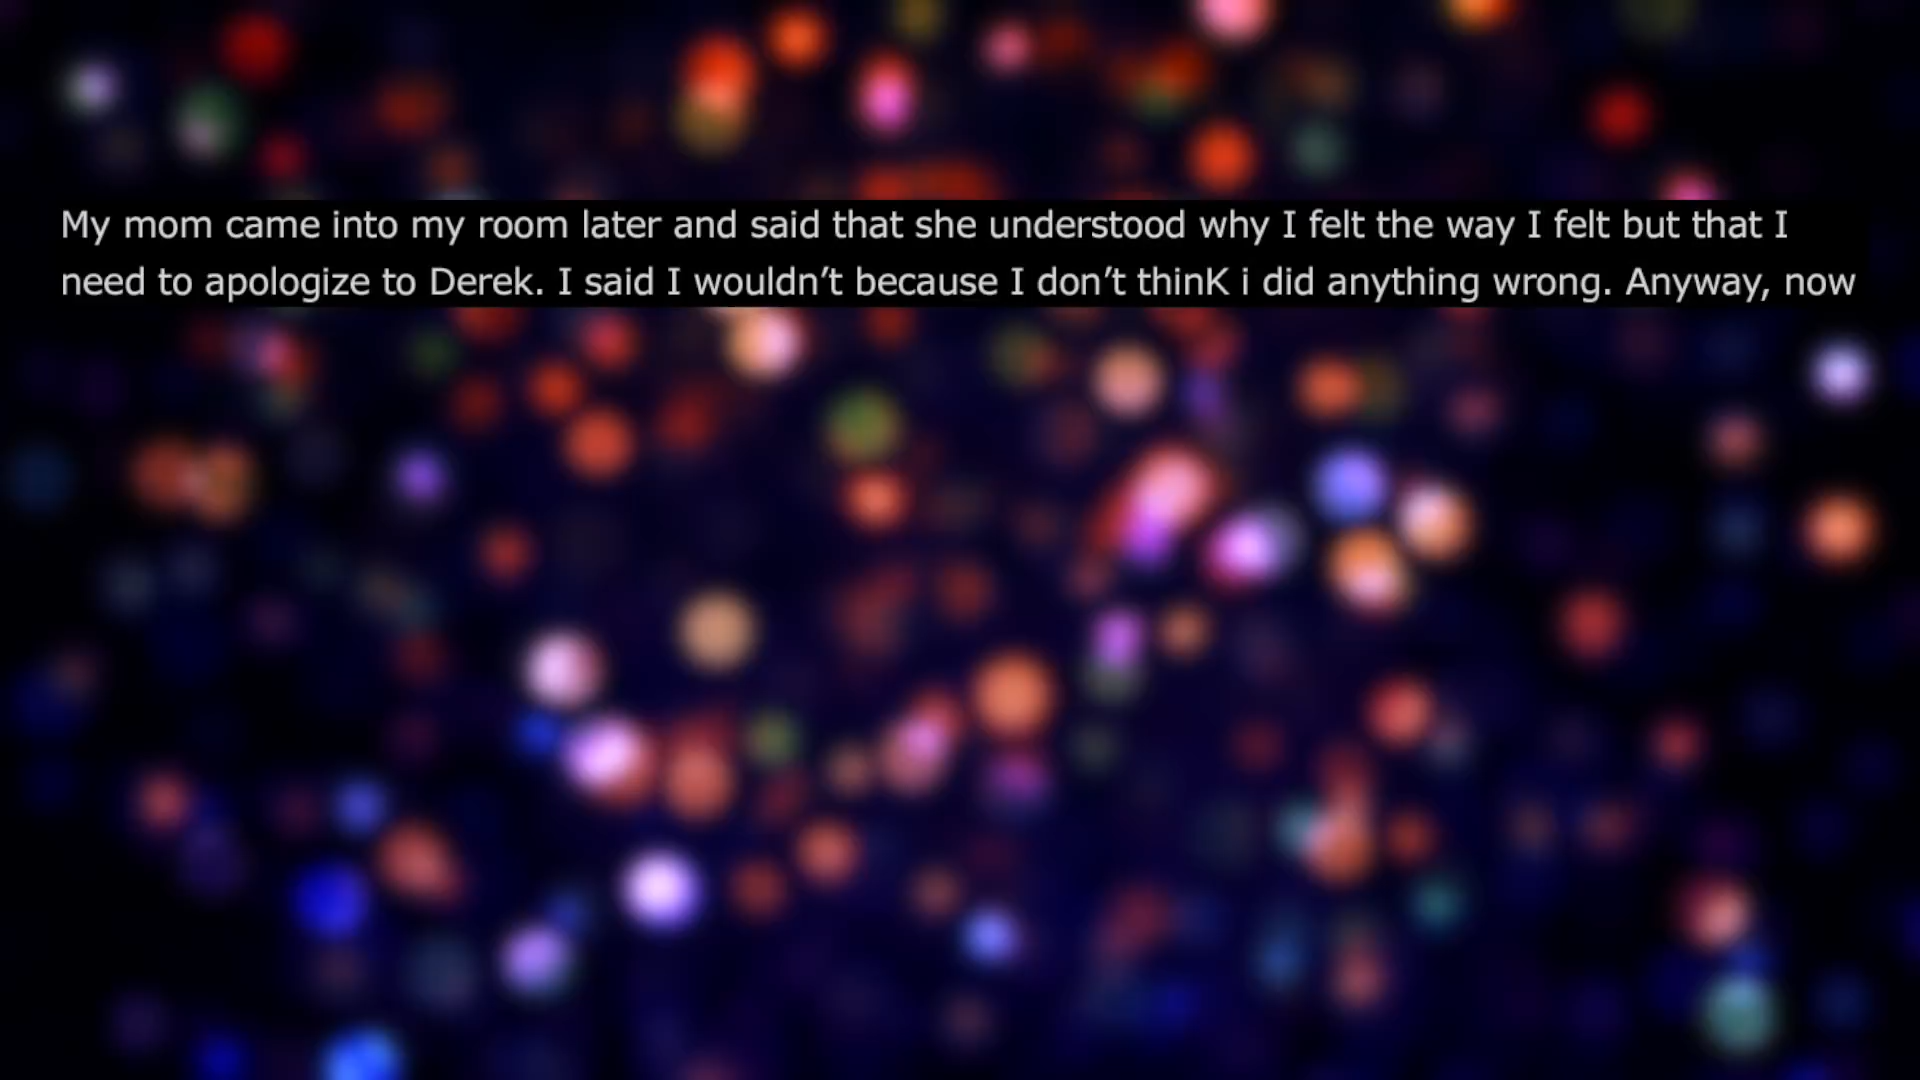 My mom came into my room later and said that she understood why I felt the way I felt but that I
need to apologize to Derek. I said I wouldn’t because I don’t thinK i did anything wrong. Anyway, now